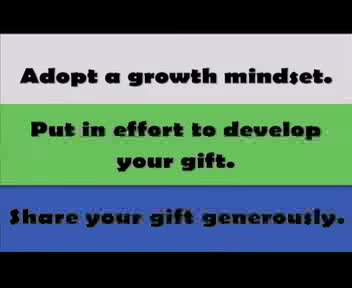 Adopt a growth mindset.
Put in effort to develop
your gift.
Share your gift generously.